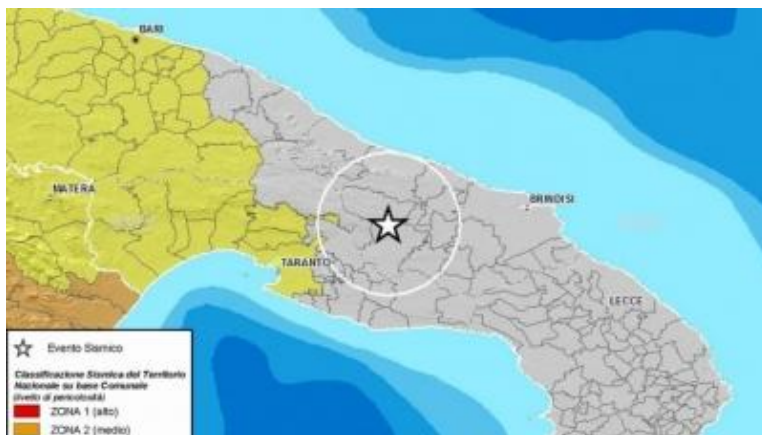 BARI
MATERA
BRINDISI
TARANTO
LECCE
Evento Sismico
Classificazione Sismica del Territorio
Nazionale su base Comunale
(livello di pericolosità)
ZONA 1 (alto)
ZONA 2 (medio)